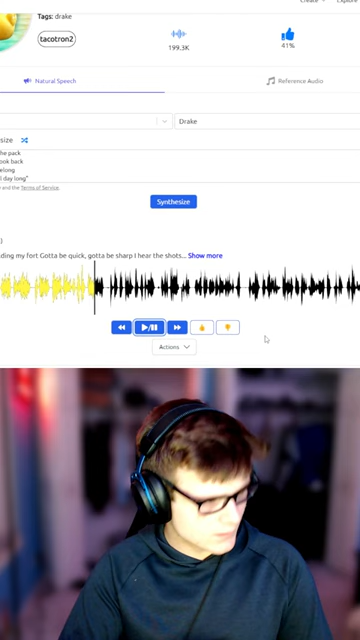 Create
Explore
Tags: drake
tacotron2
199.3K
41%
Natural Speech
Reference Audio
Drake
size
he pack
ook back
elong
l day long"
and the Terms of Service.
Synthesize
)
ding my fort Gotta be quick, gotta be sharp I hear the shots... Show more
Actions